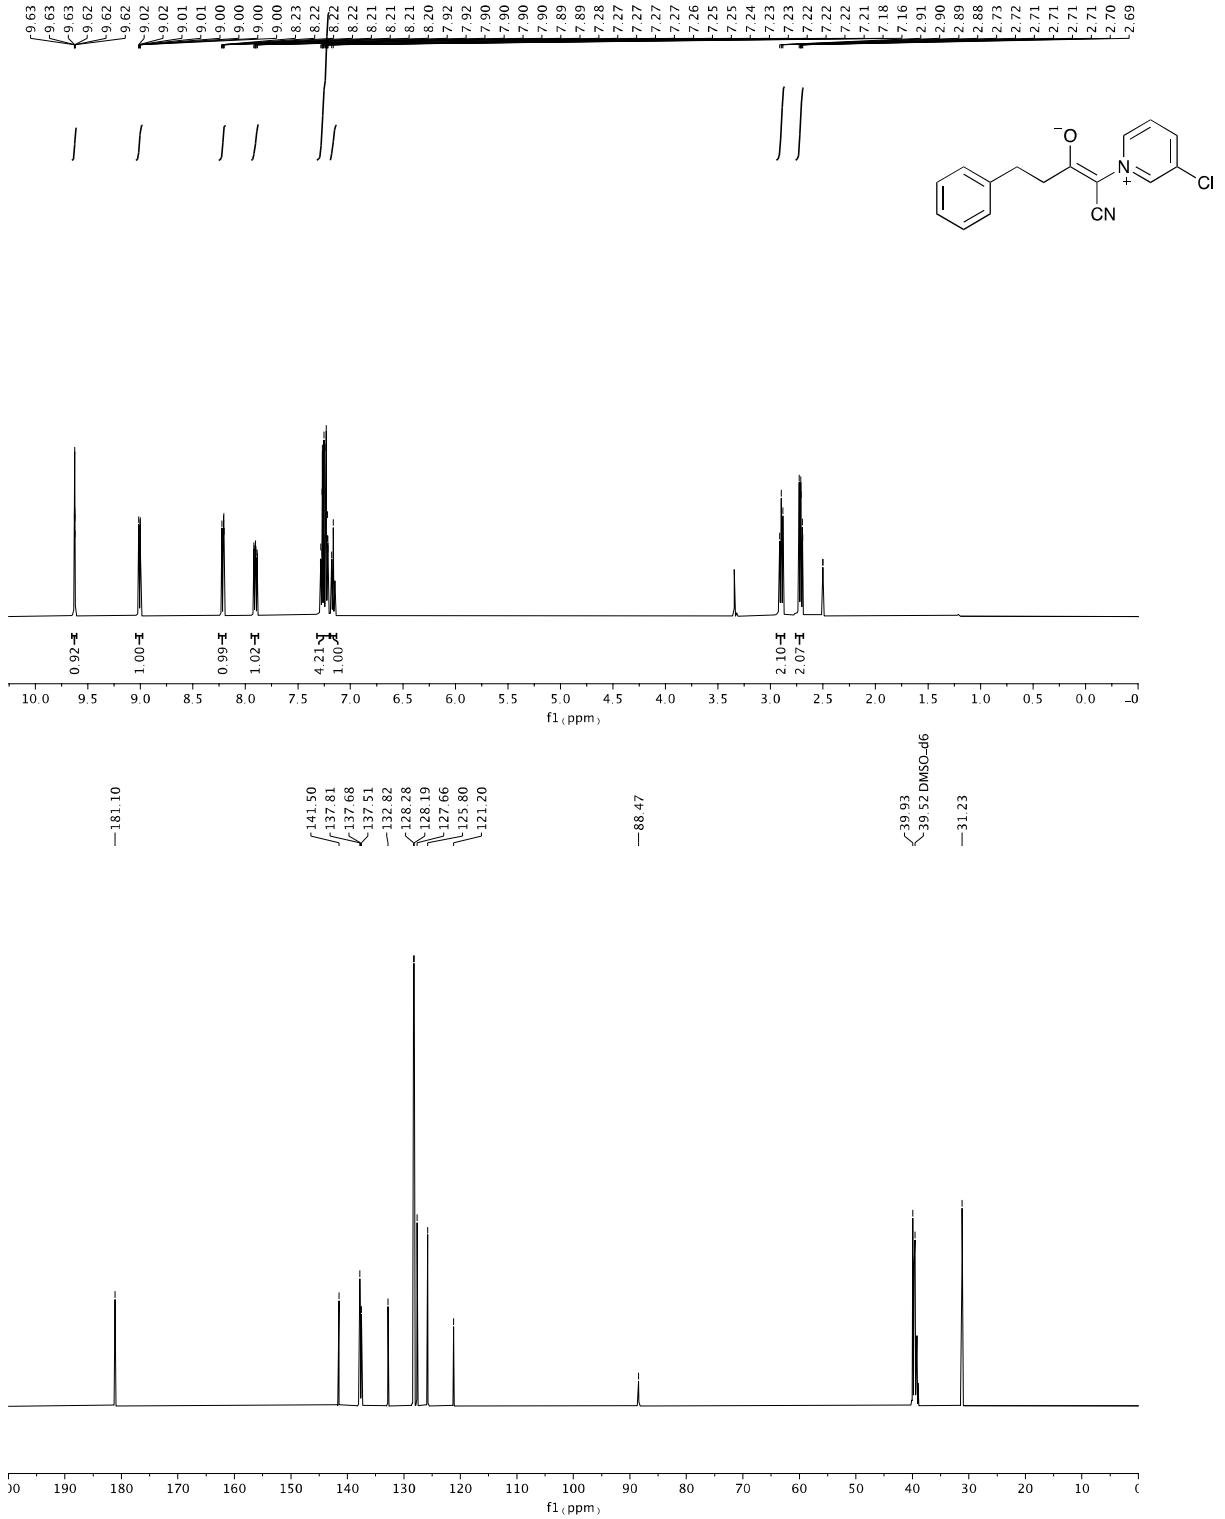 9.63 9.63 9.63 9.62 9.62 9.62 9.02 9.02 9.01 9.01 9.00 9.00 9.00 9.00 8.23 8.22 8.22 8.22 8.21 8.21 8.21 8.20 7.92 7.92 7.90 7.90 7.90 7.90 7.89 7.89 7.28 7.27 7.27 7.27 7.27 7.26 7.25 7.25 7.24 7.23 7.23 7.22 7.22 7.22 7.21 7.18 7.16 2.91 2.90 2.89 2.88 2.73 2.72 2.71 2.71 2.71 2.71 2.70 2.69
−O
N+
Cl
CN
0.92 1.00 0.99 1.02 4.21 1.00 2.10 2.07
10.0 9.5 9.0 8.5 8.0 7.5 7.0 6.5 6.0 5.5 5.0 4.5 4.0 3.5 3.0 2.5 2.0 1.5 1.0 0.5 0.0 -0
f1 (ppm)
181.10 141.50 137.81 137.68 137.51 132.82 128.28 128.19 127.66 125.80 121.20 88.47 39.93 39.52 DMSO-d6 31.23
00 190 180 170 160 150 140 130 120 110 100 90 80 70 60 50 40 30 20 10 0
f1 (ppm)